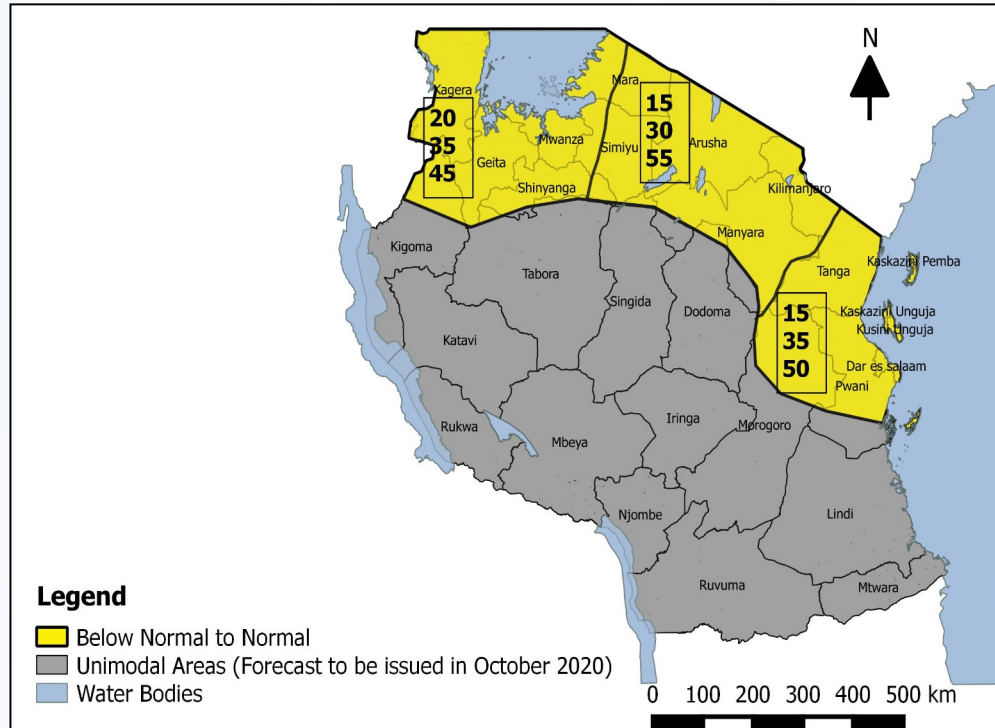 N
Mara
Kagera
20
35
45
15
30
55
Mwanza
Simiyu
Arusha
Geita
Shinyanga
Kilimanjaro
Manyara
Kigoma
Tabora
Tanga
Kaskazini Pemba
Singida
Dodoma
15
35
50
Kaskazini Unguja
Kusini Unguja
Katavi
Dar es salaam
Pwani
Rukwa
Mbeya
Iringa
Morogoro
Njombe
Lindi
Ruvuma
Mtwara
Legend
Below Normal to Normal
Unimodal Areas (Forecast to be issued in October 2020)
Water Bodies
0 100 200 300 400 500 km